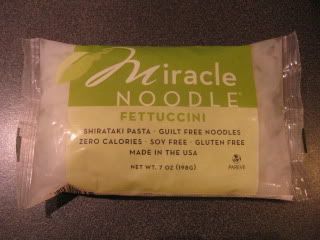 Miracle
NOODLE®
FETTUCCINI
SHIRATAKI PASTA · GUILT FREE NOODLES
ZERO CALORIES · SOY FREE · GLUTEN FREE
MADE IN THE USA
NET WT. 7 OZ (198G)
PAREVE